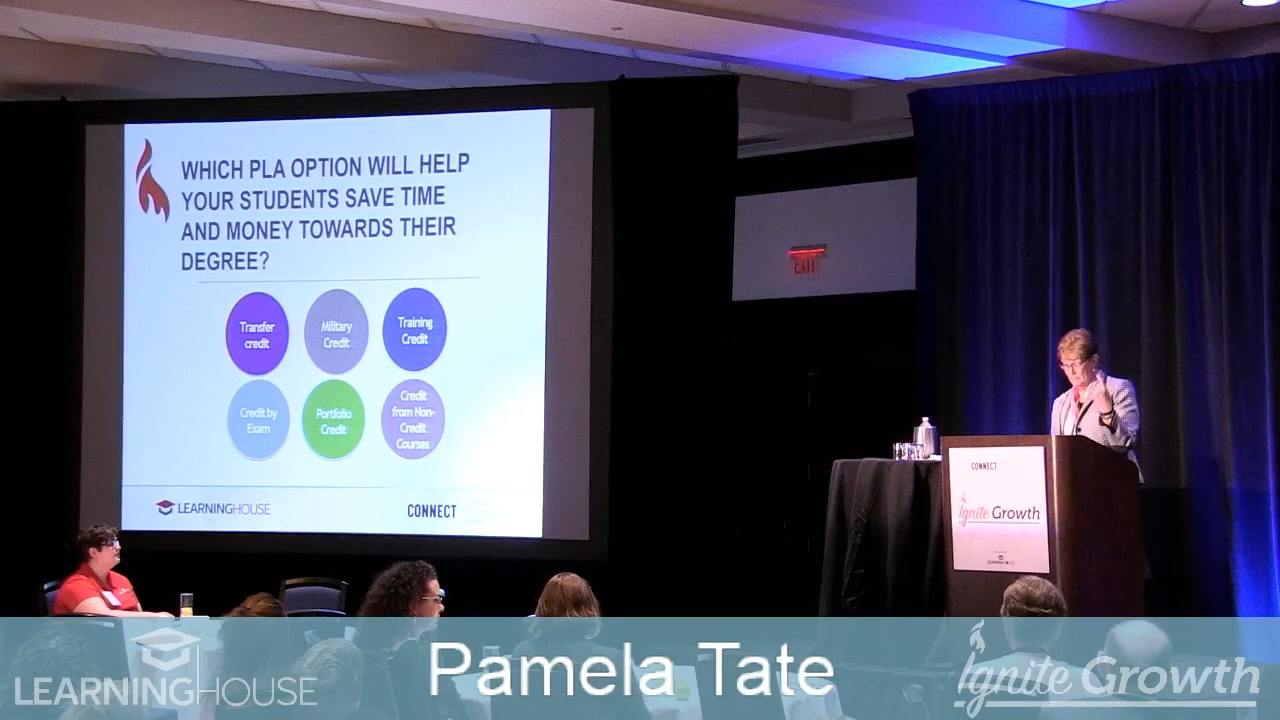 WHICH PLA OPTION WILL HELP
YOUR STUDENTS SAVE TIME
AND MONEY TOWARDS THEIR
DEGREE?
Transfer
credit
Military
Credit
Training
Credit
Credit by
Exam
Portfolio
Credit
Credit
from Non-
Credit
Courses
LEARNINGHOUSE
CONNECT
EXIT
CONNECT
Ignite Growth
LEARNINGHOUSE
Pamela Tate
Ignite Growth